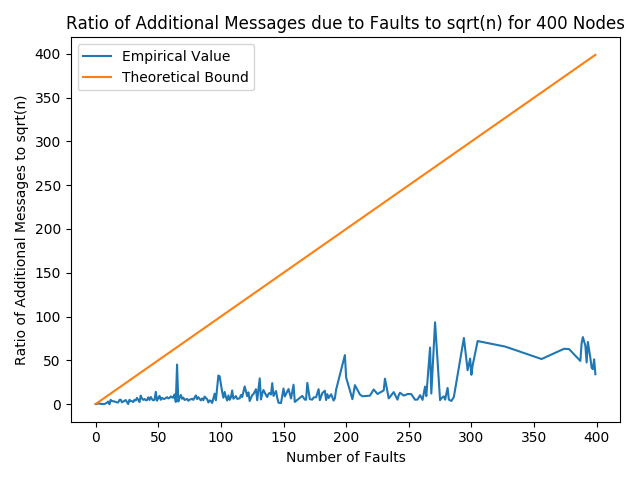 Ratio of Additional Messages due to Faults to sqrt(n) for 400 Nodes
Empirical Value
Theoretical Bound
Ratio of Additional Messages to sqrt(n)
400
350
300
250
200
150
100
50
0
0 50 100 150 200 250 300 350 400
Number of Faults